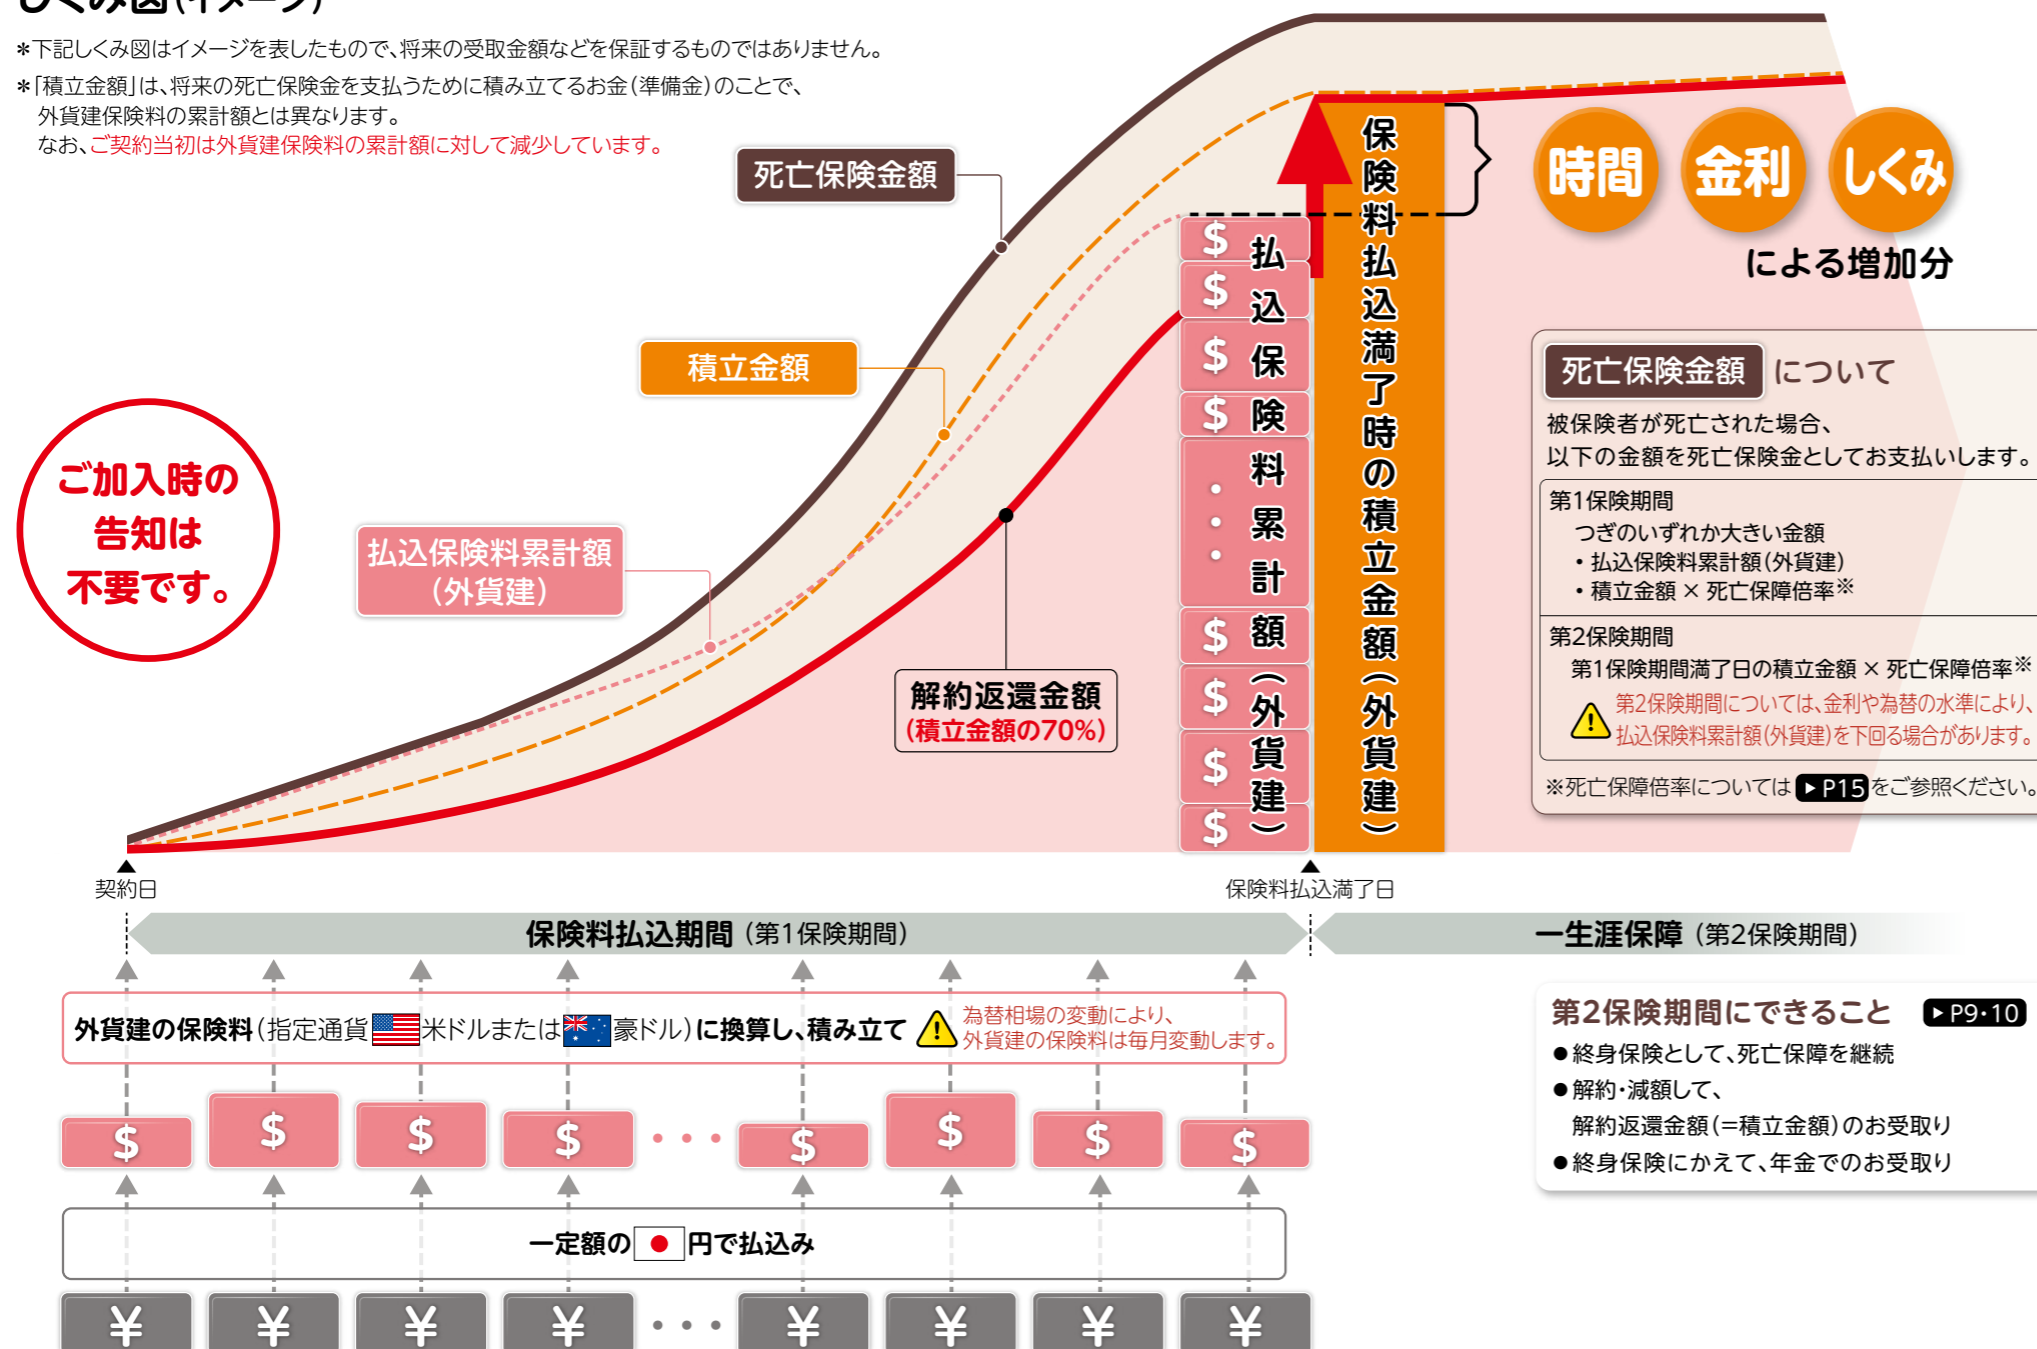 しくみ図(イメージ)
*下記しくみ図はイメージを表したもので、将来の受取金額などを保証するものではありません。
*「積立金額」は、将来の死亡保険金を支払うために積み立てるお金(準備金)のことで、
外貨建保険料の累計額とは異なります。
なお、ご契約当初は外貨建保険料の累計額に対して減少しています。
死亡保険金額
積立金額
ご加入時の
告知は
不要です。
払込保険料累計額
(外貨建)
解約返還金額
(積立金額の70%)
$
$
$
$
・・・
$
$
$
$
払込保険料累計額(外貨建)
保険料払込満了時の積立金額(外貨建)
時間 金利 しくみ
による増加分
死亡保険金額 について
被保険者が死亡された場合、
以下の金額を死亡保険金としてお支払いします。
第1保険期間
つぎのいずれか大きい金額
・払込保険料累計額(外貨建)
・積立金額 × 死亡保障倍率※
第2保険期間
第1保険期間満了日の積立金額 × 死亡保障倍率※
第2保険期間については、金利や為替の水準により、
払込保険料累計額(外貨建)を下回る場合があります。
※死亡保障倍率については ▶P15 をご参照ください。
契約日
保険料払込満了日
保険料払込期間(第1保険期間)
一生涯保障(第2保険期間)
外貨建の保険料(指定通貨 米ドルまたは 豪ドル)に換算し、積み立て
為替相場の変動により、
外貨建の保険料は毎月変動します。
$ $ $ $ ・・・ $ $ $ $
一定額の 円で払込み
¥ ¥ ¥ ¥ ・・・ ¥ ¥ ¥ ¥
第2保険期間にできること ▶P9・10
●終身保険として、死亡保障を継続
●解約・減額して、
解約返還金額(=積立金額)のお受取り
●終身保険にかえて、年金でのお受取り